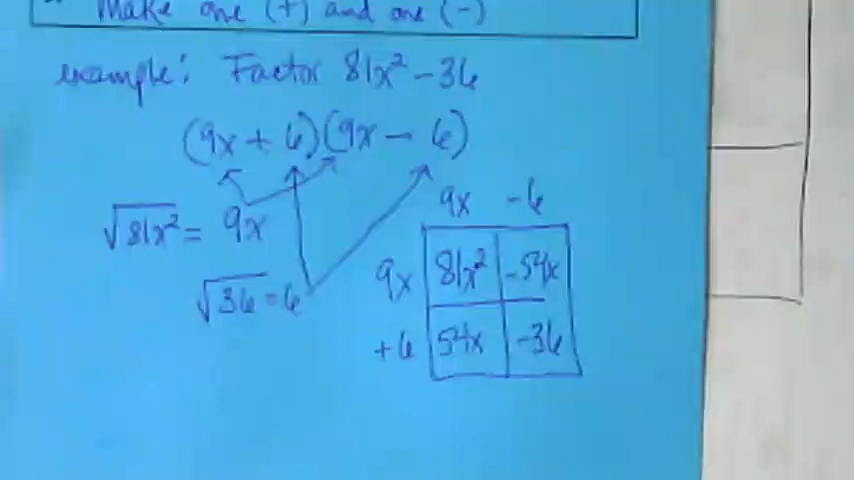 Make one (+) and one (-)
example: Factor 81x² - 36
(9x + 6)(9x - 6)
√81x² = 9x
√36 = 6
9x -6
9x 81x² -54x
+6 54x -36